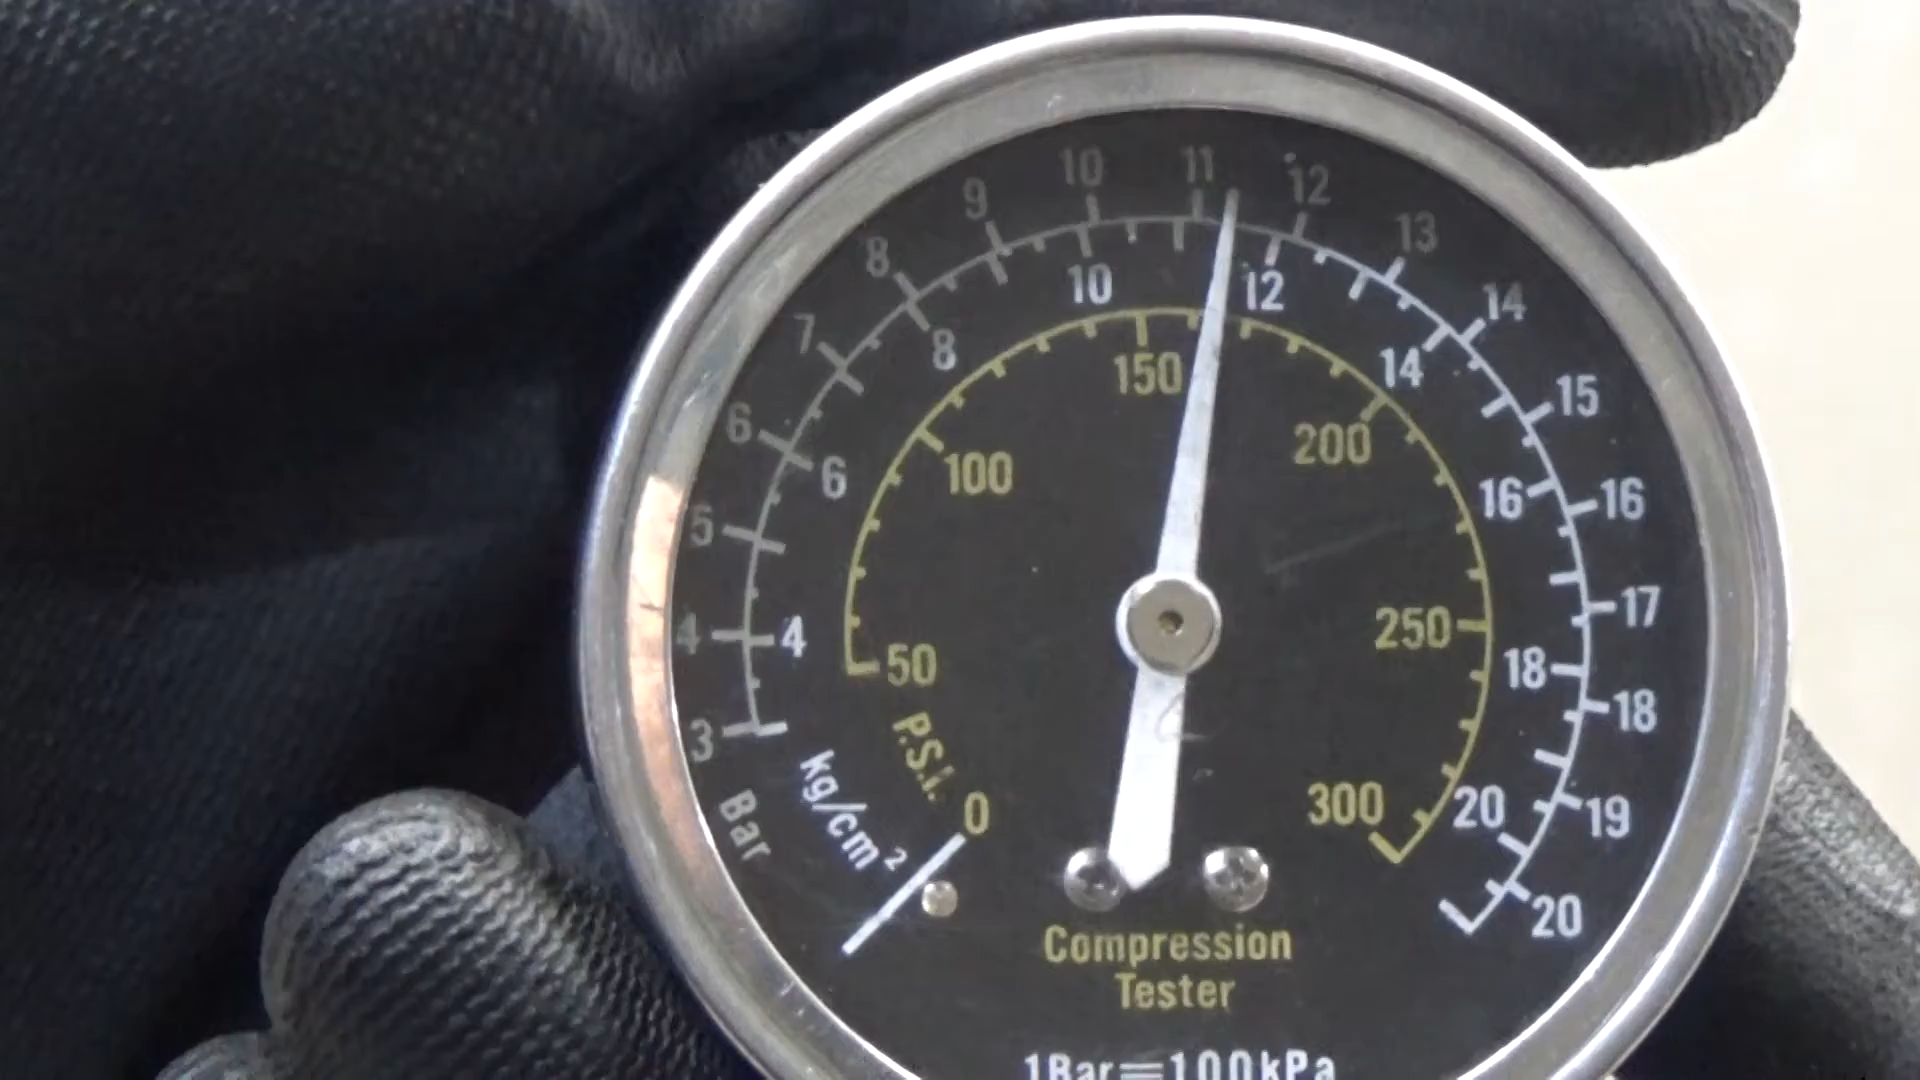 3 4 5 6 7 8 9 10 11 12 13 14 15 16 17 18 19 20
Bar
4 6 8 10 12 14 16 18 20
kg/cm²
0 50 100 150 200 250 300
P.S.I.
Compression
Tester
1Bar=100kPa